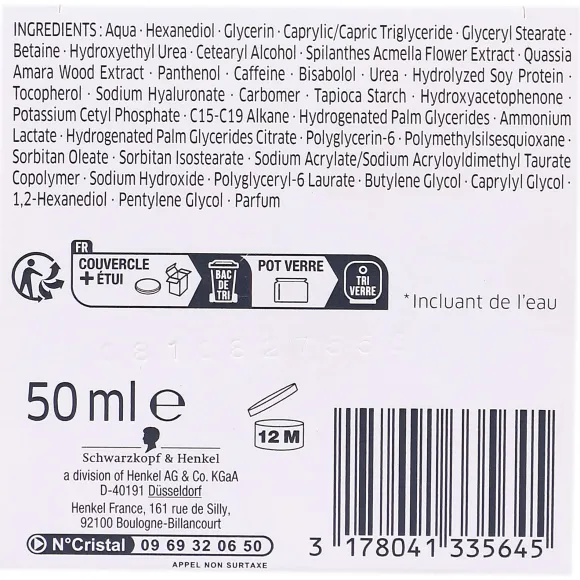 INGREDIENTS : Aqua · Hexanediol · Glycerin · Caprylic/Capric Triglyceride · Glyceryl Stearate ·
Betaine · Hydroxyethyl Urea · Cetearyl Alcohol · Spilanthes Acmella Flower Extract · Quassia
Amara Wood Extract · Panthenol · Caffeine · Bisabolol · Urea · Hydrolyzed Soy Protein ·
Tocopherol · Sodium Hyaluronate · Carbomer · Tapioca Starch · Hydroxyacetophenone ·
Potassium Cetyl Phosphate · C15-C19 Alkane · Hydrogenated Palm Glycerides · Ammonium
Lactate · Hydrogenated Palm Glycerides Citrate · Polyglycerin-6 · Polymethylsilsesquioxane ·
Sorbitan Oleate · Sorbitan Isostearate · Sodium Acrylate/Sodium Acryloyldimethyl Taurate
Copolymer · Sodium Hydroxide · Polyglyceryl-6 Laurate · Butylene Glycol · Caprylyl Glycol ·
1,2-Hexanediol · Pentylene Glycol · Parfum
FR
COUVERCLE
+ ÉTUI
BAC
DE
TRI
POT VERRE
TRI
VERRE
*Incluant de l'eau
50 ml e
12 M
Schwarzkopf & Henkel
a division of Henkel AG & Co. KGaA
D-40191 Düsseldorf
Henkel France, 161 rue de Silly,
92100 Boulogne-Billancourt
N°Cristal 09 69 32 06 50
APPEL NON SURTAXE
3 178041 335645